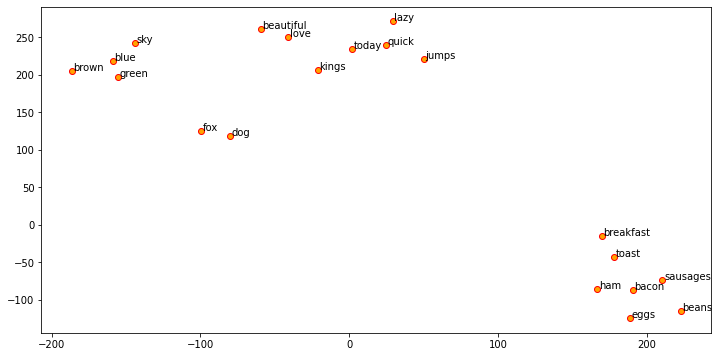 lazy
beautiful
love
sky
quick
today
jumps
blue
kings
brown
green
fox
dog
breakfast
toast
sausages
ham
bacon
beans
eggs
250
200
150
100
50
0
−50
−100
−200
−100
0
100
200